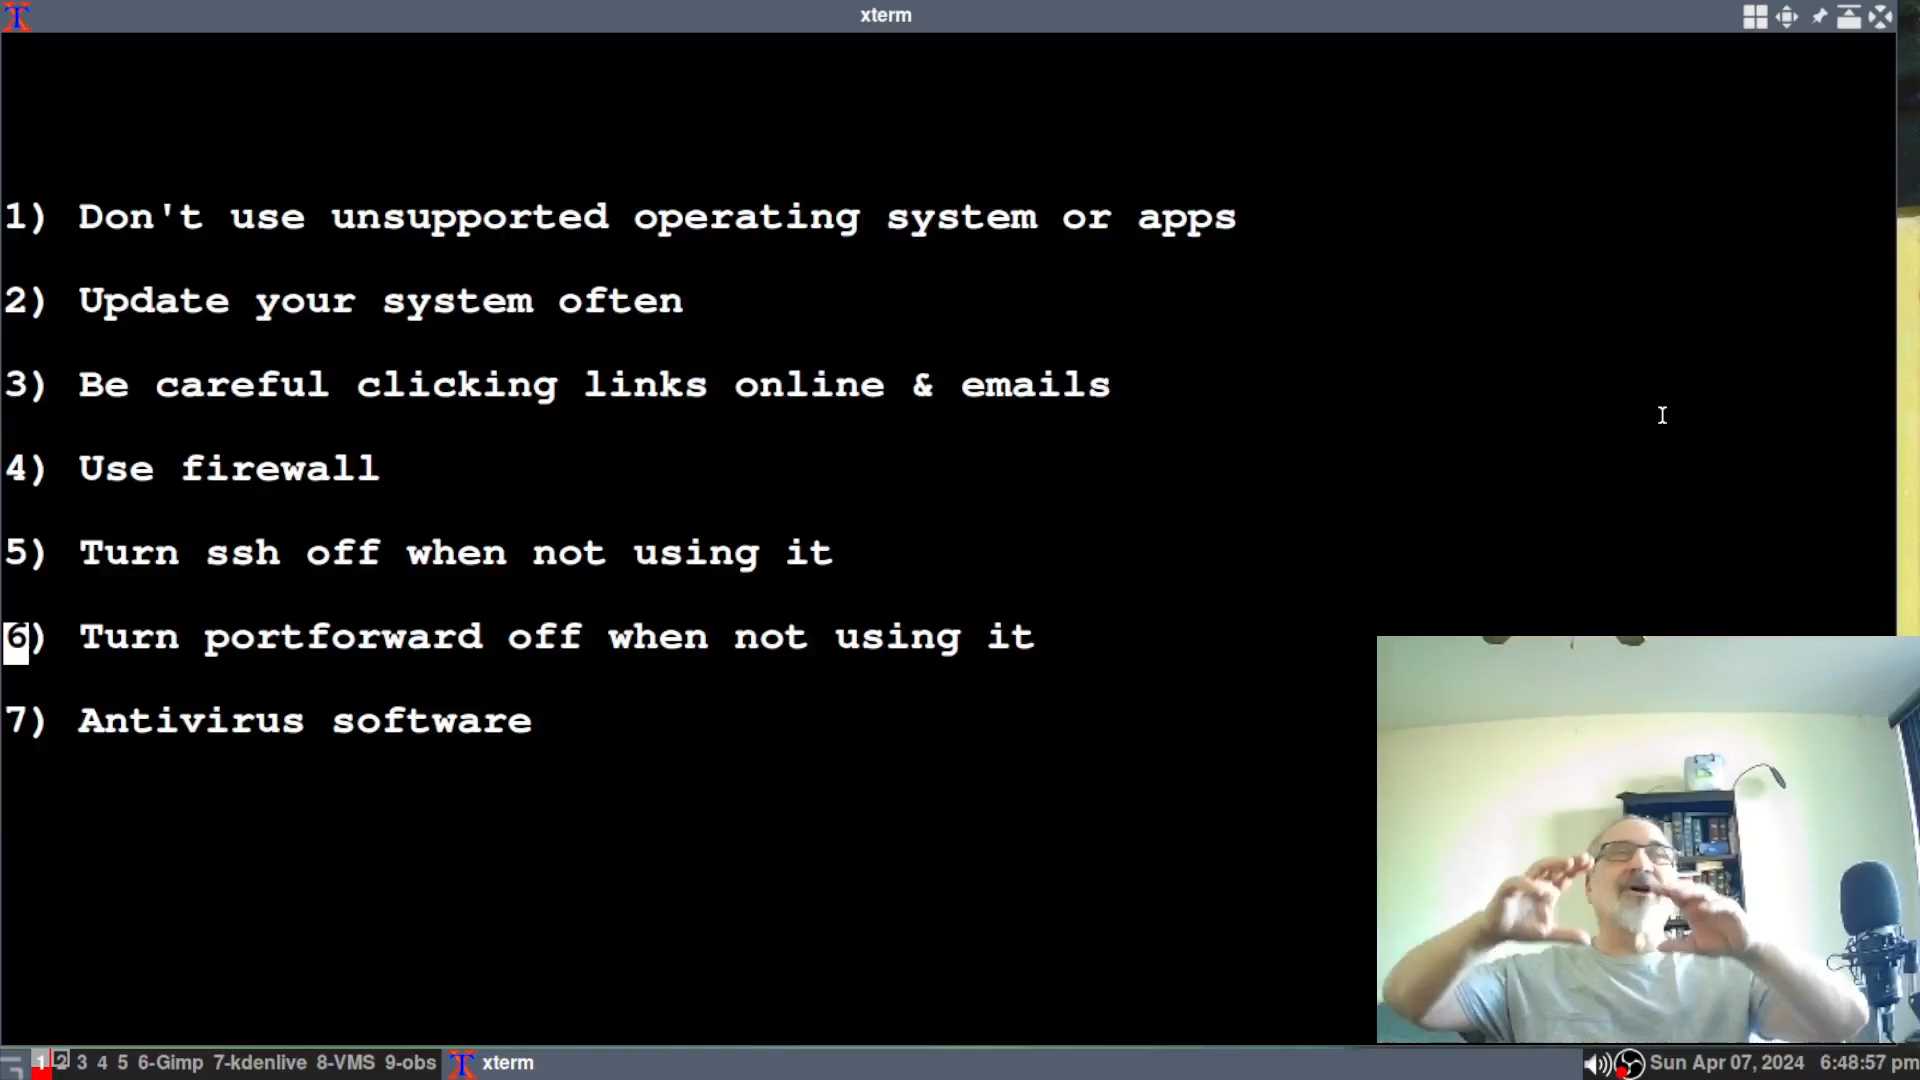 xterm
1) Don't use unsupported operating system or apps
2) Update your system often
3) Be careful clicking links online & emails
4) Use firewall
5) Turn ssh off when not using it
6) Turn portforward off when not using it
7) Antivirus software
1 2 3 4 5 6-Gimp 7-kdenlive 8-VMS 9-obs xterm Sun Apr 07, 2024 6:48:57 pm